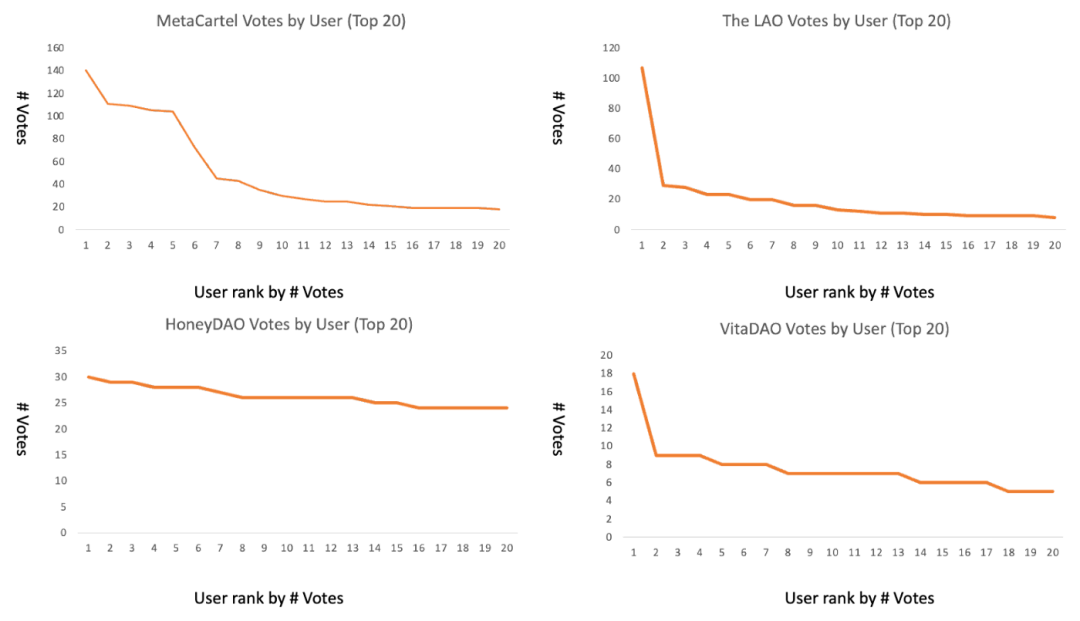 MetaCartel Votes by User (Top 20)
# Votes
160
140
120
100
80
60
40
20
0
1 2 3 4 5 6 7 8 9 10 11 12 13 14 15 16 17 18 19 20
User rank by # Votes
The LAO Votes by User (Top 20)
# Votes
120
100
80
60
40
20
0
1 2 3 4 5 6 7 8 9 10 11 12 13 14 15 16 17 18 19 20
User rank by # Votes
HoneyDAO Votes by User (Top 20)
# Votes
35
30
25
20
15
10
5
0
1 2 3 4 5 6 7 8 9 10 11 12 13 14 15 16 17 18 19 20
User rank by # Votes
VitaDAO Votes by User (Top 20)
# Votes
20
18
16
14
12
10
8
6
4
2
0
1 2 3 4 5 6 7 8 9 10 11 12 13 14 15 16 17 18 19 20
User rank by # Votes